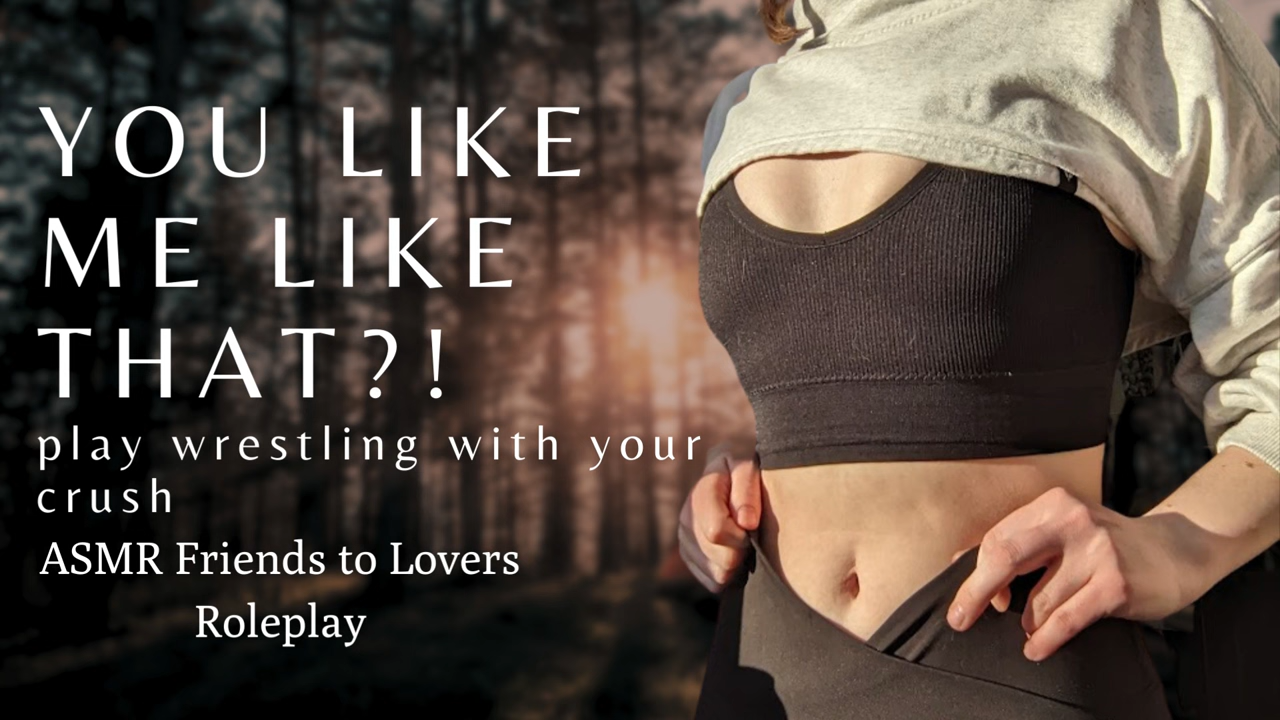 YOU LIKE
ME LIKE
THAT?!
play wrestling with your
crush
ASMR Friends to Lovers
Roleplay